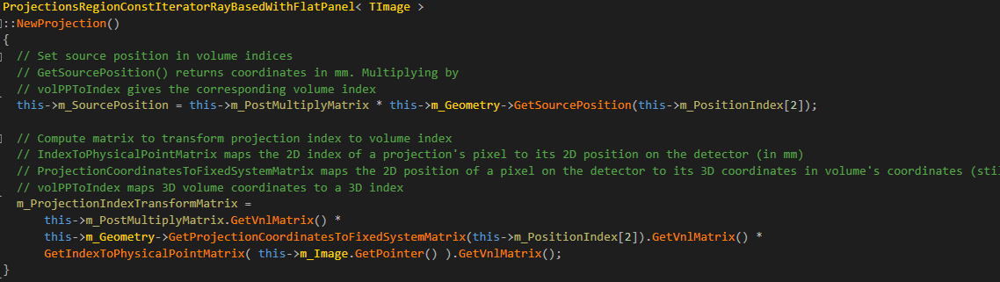 ProjectionsRegionConstIteratorRayBasedWithFlatPanel< TImage >
::NewProjection()
{
// Set source position in volume indices
// GetSourcePosition() returns coordinates in mm. Multiplying by
// volPPToIndex gives the corresponding volume index
this->m_SourcePosition = this->m_PostMultiplyMatrix * this->m_Geometry->GetSourcePosition(this->m_PositionIndex[2]);
// Compute matrix to transform projection index to volume index
// IndexToPhysicalPointMatrix maps the 2D index of a projection's pixel to its 2D position on the detector (in mm)
// ProjectionCoordinatesToFixedSystemMatrix maps the 2D position of a pixel on the detector to its 3D coordinates in volume's coordinates (sti
// volPPToIndex maps 3D volume coordinates to a 3D index
m_ProjectionIndexTransformMatrix =
this->m_PostMultiplyMatrix.GetVnlMatrix() *
this->m_Geometry->GetProjectionCoordinatesToFixedSystemMatrix(this->m_PositionIndex[2]).GetVnlMatrix() *
GetIndexToPhysicalPointMatrix( this->m_Image.GetPointer() ).GetVnlMatrix();
}